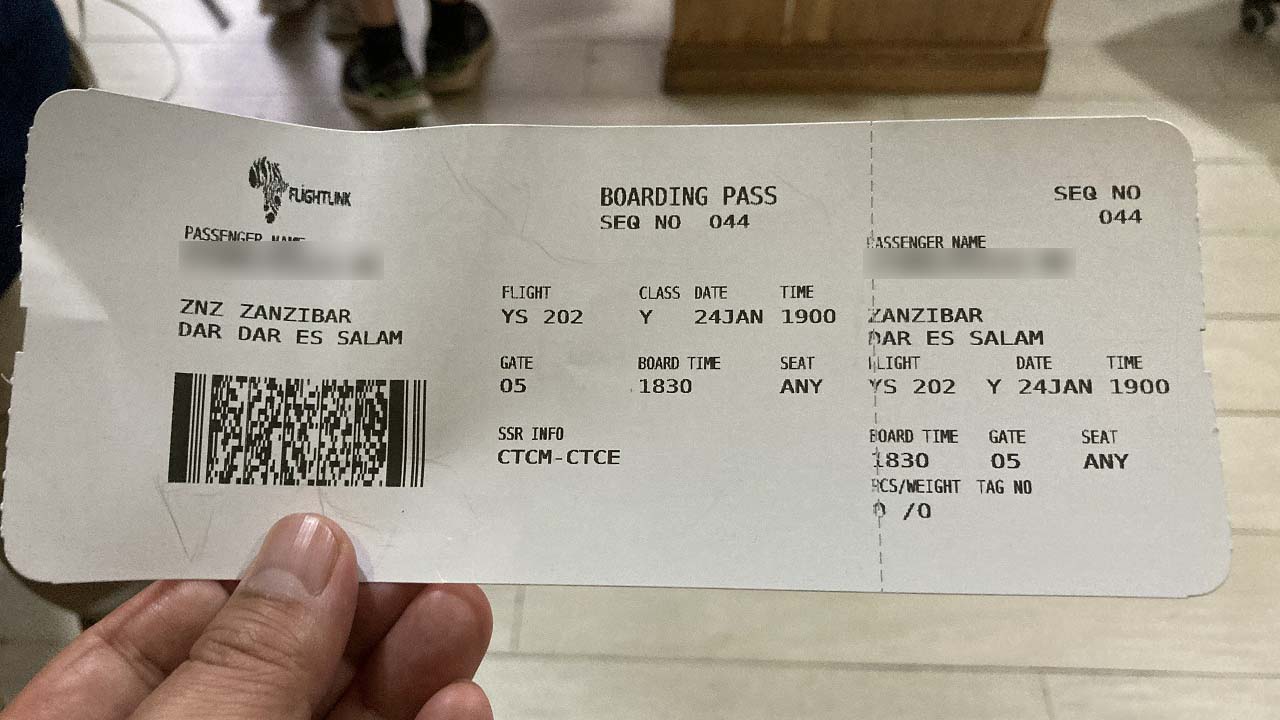 FLiGHTLINK
BOARDING PASS
SEQ NO 044
PASSENGER NAME
ZNZ ZANZIBAR
DAR DAR ES SALAM
FLIGHT CLASS DATE TIME
YS 202 Y 24JAN 1900
GATE BOARD TIME SEAT
05 1830 ANY
SSR INFO
CTCM-CTCE
SEQ NO
044
PASSENGER NAME
ZANZIBAR
DAR ES SALAM
FLIGHT DATE TIME
YS 202 Y 24JAN 1900
BOARD TIME GATE SEAT
1830 05 ANY
PCS/WEIGHT TAG NO
0 /0